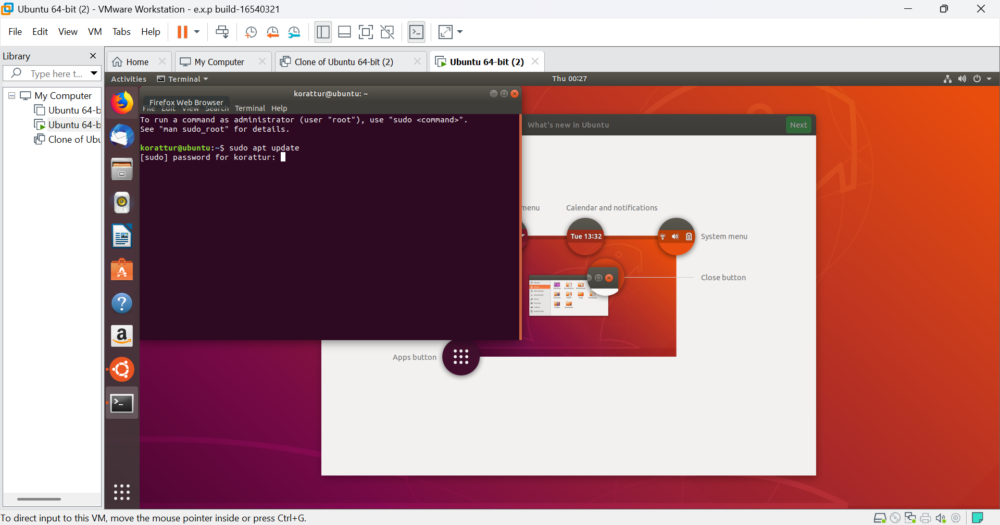 Ubuntu 64-bit (2) - VMware Workstation - e.x.p build-16540321
File Edit View VM Tabs Help
Library
Type here t...
My Computer
Ubuntu 64-b
Ubuntu 64-b
Clone of Ubu
Home
My Computer
Clone of Ubuntu 64-bit (2)
Ubuntu 64-bit (2)
Activities Terminal Thu 00:27
korattur@ubuntu: ~
Firefox Web Browser
File Edit View Search Terminal Help
To run a command as administrator (user "root"), use "sudo <command>".
See "man sudo_root" for details.
korattur@ubuntu:~$ sudo apt update
[sudo] password for korattur:
What's new in Ubuntu
Next
menu
Calendar and notifications
Tue 13:32
System menu
Close button
Apps button
To direct input to this VM, move the mouse pointer inside or press Ctrl+G.